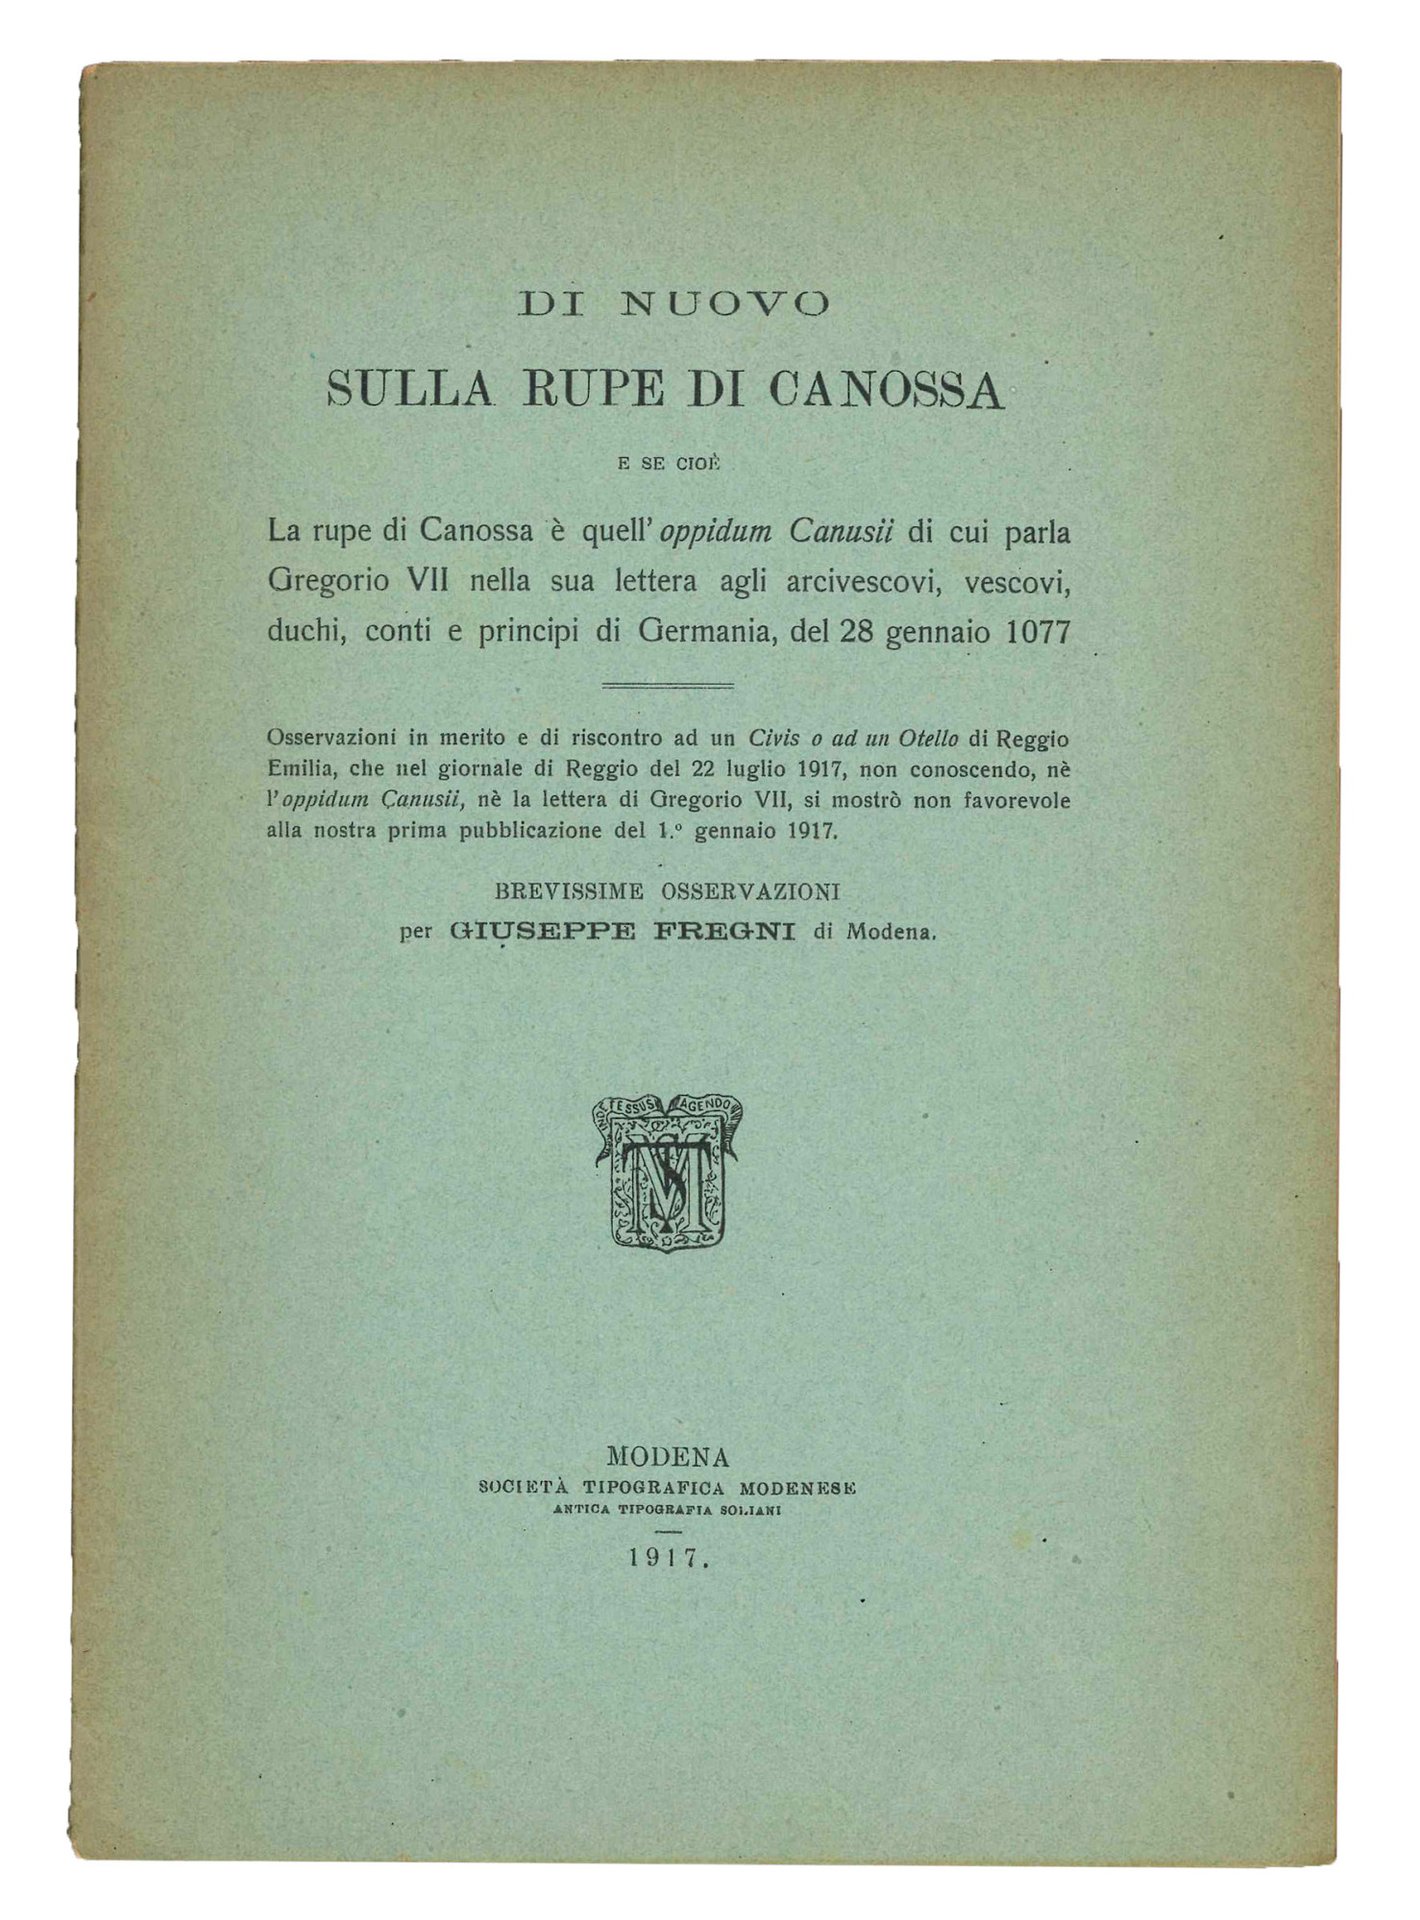 DI NUOVO
SULLA RUPE DI CANOSSA
E SE CIOÈ
La rupe di Canossa è quell' oppidum Canusii di cui parla
Gregorio VII nella sua lettera agli arcivescovi, vescovi,
duchi, conti e principi di Germania, del 28 gennaio 1077
Osservazioni in merito e di riscontro ad un Civis o ad un Otello di Reggio
Emilia, che nel giornale di Reggio del 22 luglio 1917, non conoscendo, nè
l'oppidum Canusii, nè la lettera di Gregorio VII, si mostrò non favorevole
alla nostra prima pubblicazione del 1.º gennaio 1917.
BREVISSIME OSSERVAZIONI
per GIUSEPPE FREGNI di Modena.
AGENDO
MODENA
SOCIETÀ TIPOGRAFICA MODENESE
ANTICA TIPOGRAFIA SOLIANI
1917.